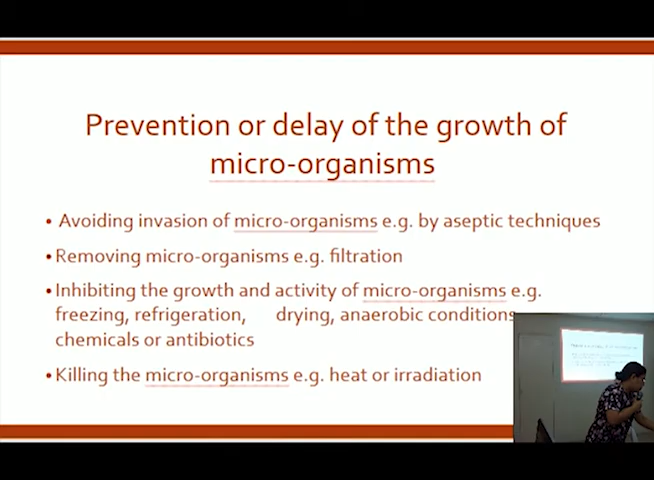 Prevention or delay of the growth of
micro-organisms
• Avoiding invasion of micro-organisms e.g. by aseptic techniques
• Removing micro-organisms e.g. filtration
• Inhibiting the growth and activity of micro-organisms e.g.
freezing, refrigeration, drying, anaerobic conditions
chemicals or antibiotics
• Killing the micro-organisms e.g. heat or irradiation